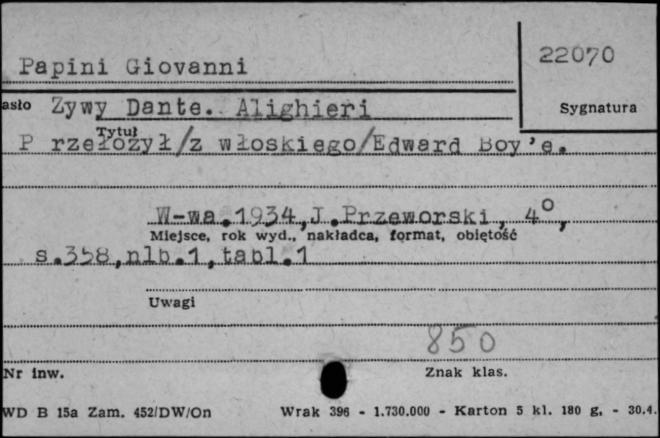 22070
Papini Giovanni
asło Żywy Dante. Alighieri
Sygnatura
Tytuł
P rzełożył/z włoskiego/Edward Boy'e.
W-wa.1934,J.Przeworski, 4°,
Miejsce, rok wyd., nakładca, format, obiętość
s.358,nlb.1,tabl.1
Uwagi
850
Nr inw.
Znak klas.
WD B 15a Zam. 452/DW/On Wrak 396 - 1.730.000 - Karton 5 kl. 180 g. - 30.4.